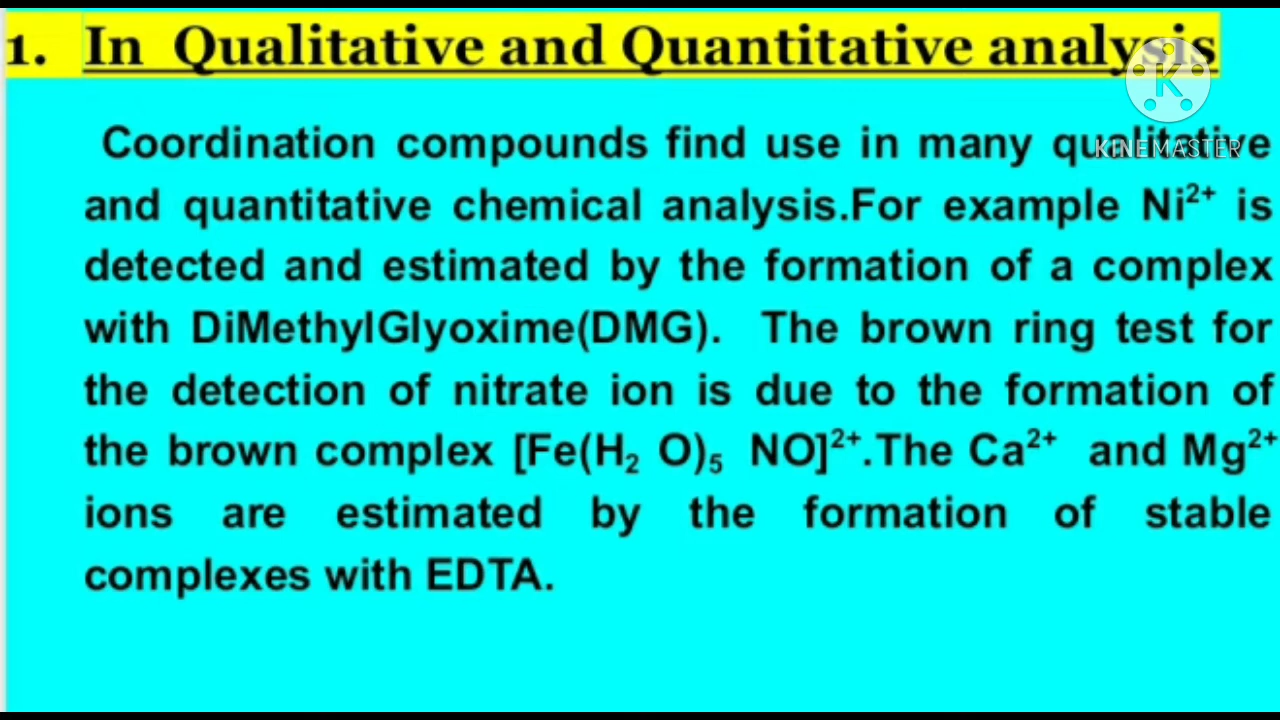 1. In Qualitative and Quantitative analysis
KINEMASTER
Coordination compounds find use in many qualitative
and quantitative chemical analysis.For example Ni²⁺ is
detected and estimated by the formation of a complex
with DiMethylGlyoxime(DMG). The brown ring test for
the detection of nitrate ion is due to the formation of
the brown complex [Fe(H₂ O)₅ NO]²⁺.The Ca²⁺ and Mg²⁺
ions are estimated by the formation of stable
complexes with EDTA.